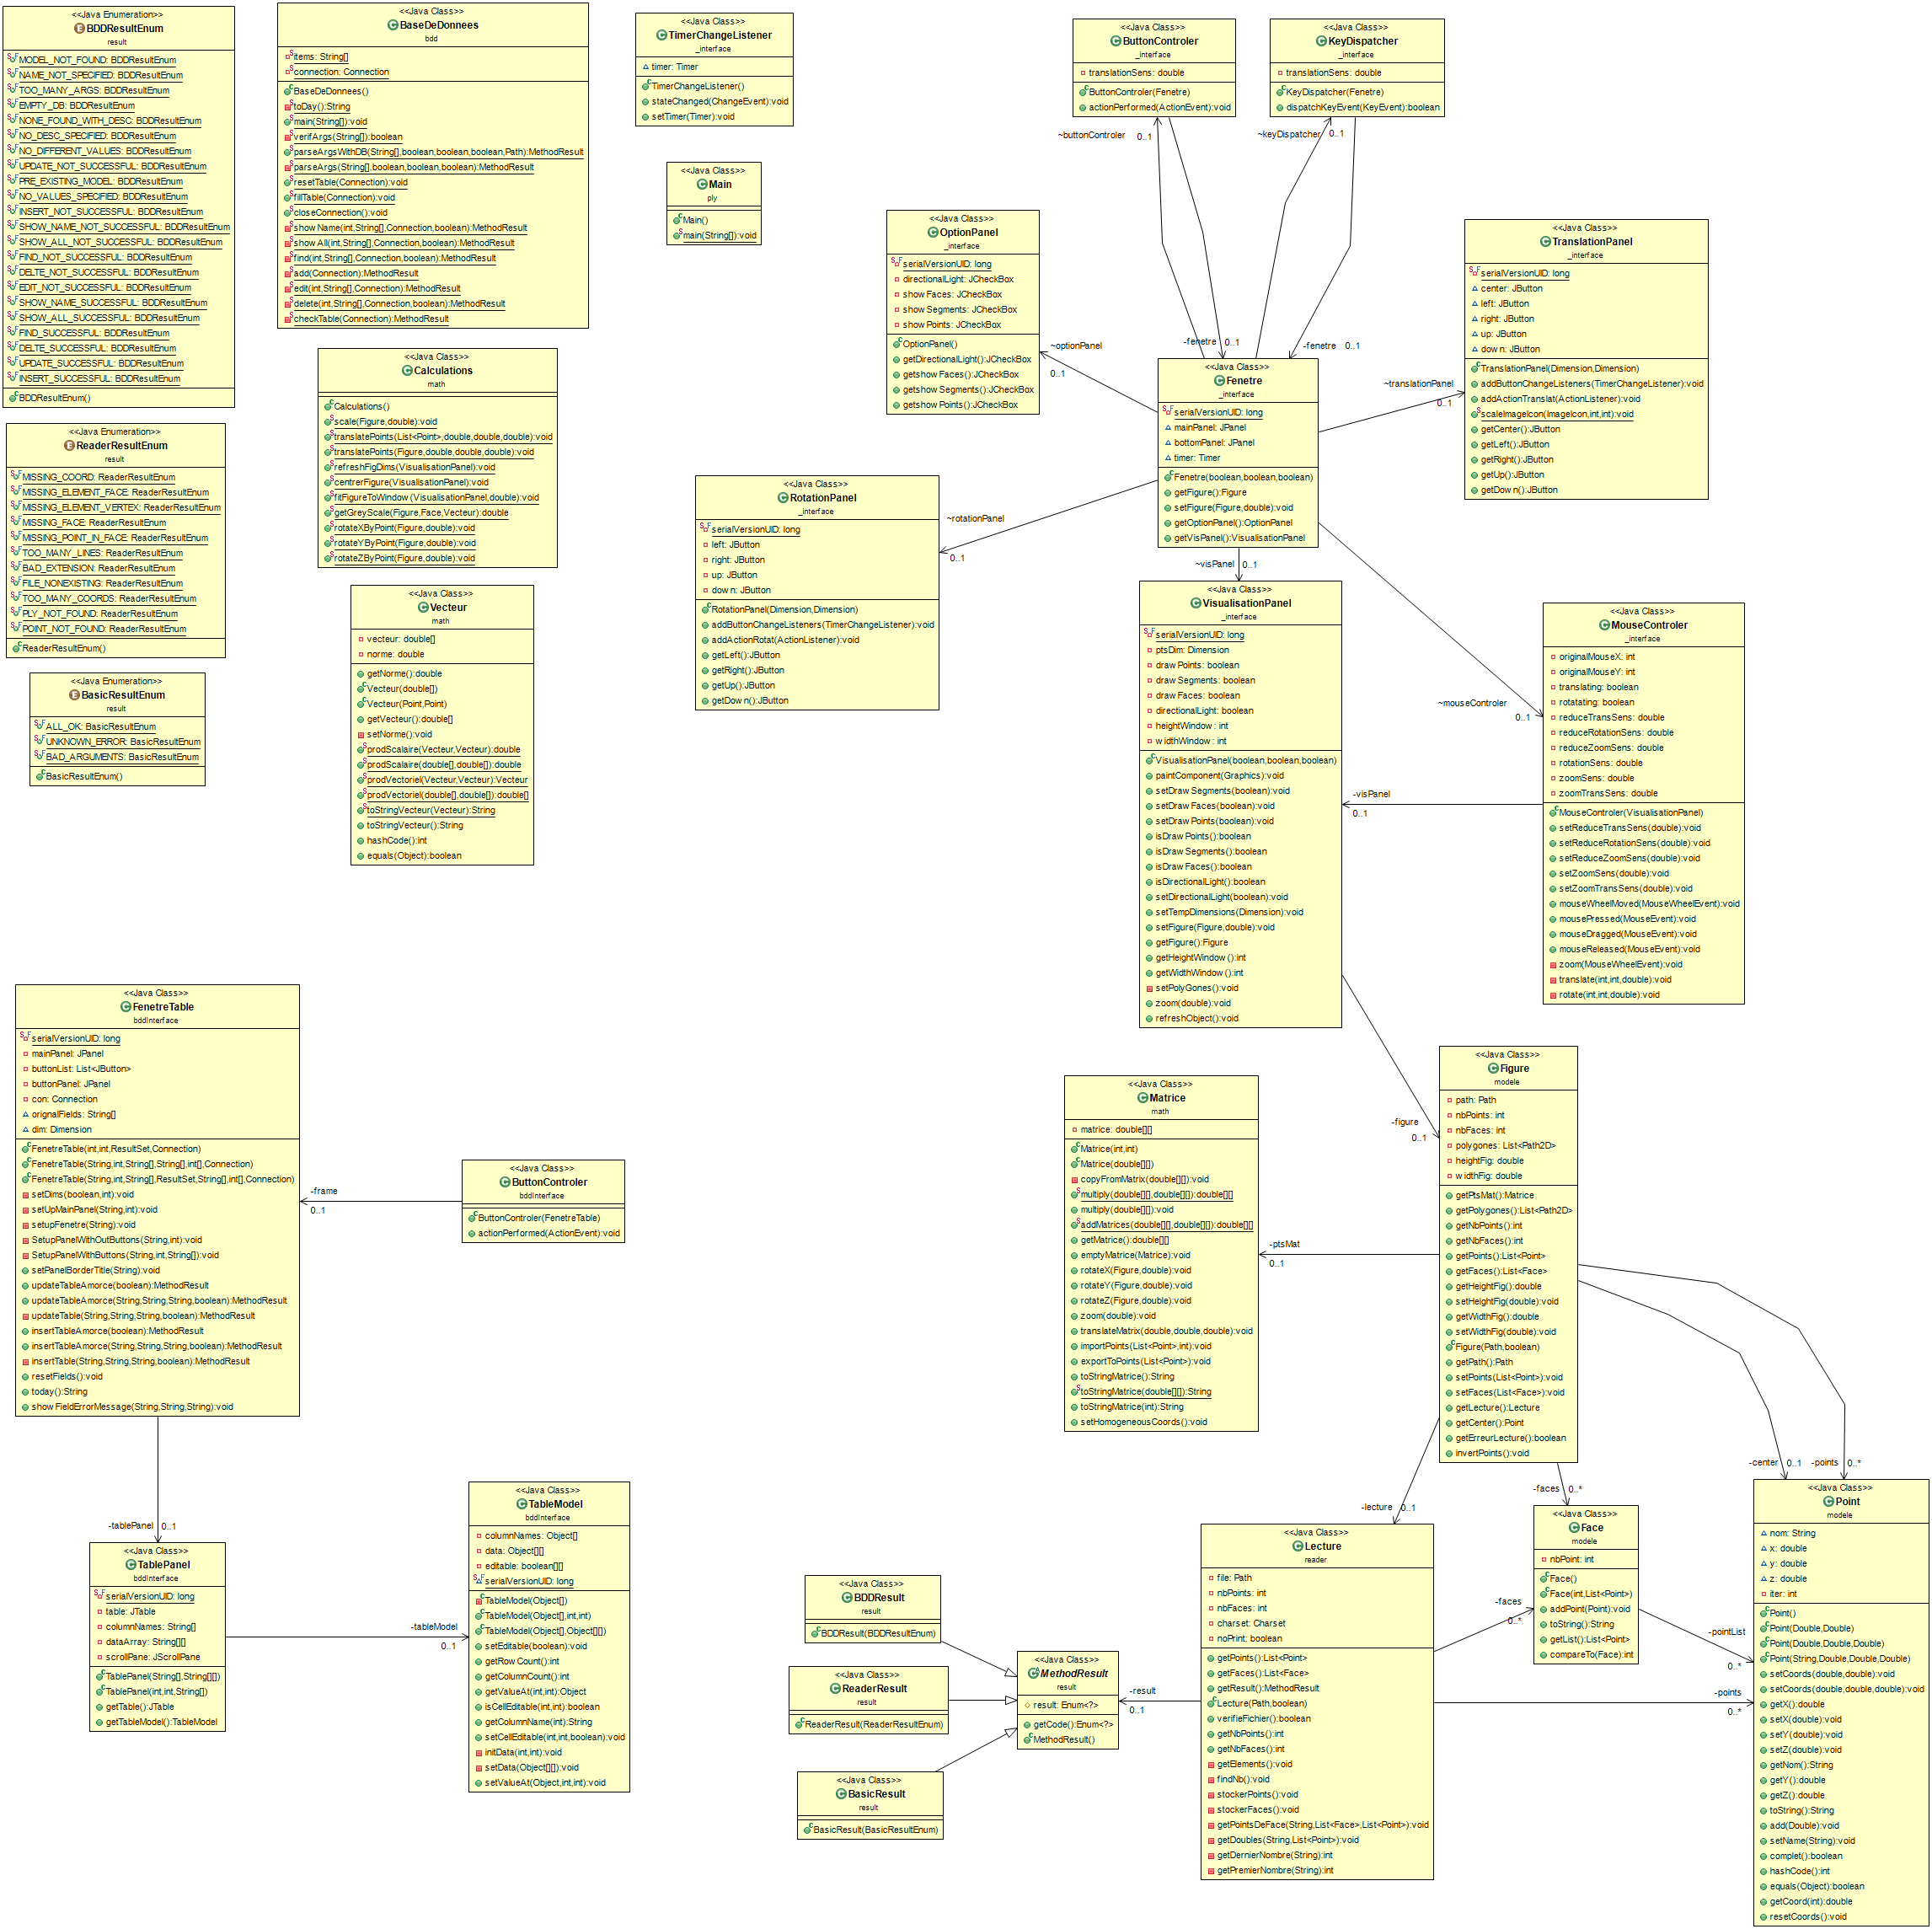 <<Java Enumeration>>
BDDResultEnum
result
MODEL_NOT_FOUND: BDDResultEnum
NAME_NOT_SPECIFIED: BDDResultEnum
TOO_MANY_ARGS: BDDResultEnum
EMPTY_DB: BDDResultEnum
NONE_FOUND_WITH_DESC: BDDResultEnum
NO_DESC_SPECIFIED: BDDResultEnum
NO_DIFFERENT_VALUES: BDDResultEnum
UPDATE_NOT_SUCCESSFUL: BDDResultEnum
PRE_EXISTING_MODEL: BDDResultEnum
NO_VALUES_SPECIFIED: BDDResultEnum
INSERT_NOT_SUCCESSFUL: BDDResultEnum
SHOW_NAME_NOT_SUCCESSFUL: BDDResultEnum
SHOW_ALL_NOT_SUCCESSFUL: BDDResultEnum
FIND_NOT_SUCCESSFUL: BDDResultEnum
DELTE_NOT_SUCCESSFUL: BDDResultEnum
EDIT_NOT_SUCCESSFUL: BDDResultEnum
SHOW_NAME_SUCCESSFUL: BDDResultEnum
SHOW_ALL_SUCCESSFUL: BDDResultEnum
FIND_SUCCESSFUL: BDDResultEnum
DELTE_SUCCESSFUL: BDDResultEnum
UPDATE_SUCCESSFUL: BDDResultEnum
INSERT_SUCCESSFUL: BDDResultEnum
BDDResultEnum()
<<Java Class>>
BaseDeDonnees
bdd
items: String[]
connection: Connection
BaseDeDonnees()
toDay():String
main(String[]):void
verifArgs(String[]):boolean
parseArgsWithDB(String[],boolean,boolean,boolean,Path):MethodResult
parseArgs(String[],boolean,boolean,boolean):MethodResult
resetTable(Connection):void
fillTable(Connection):void
closeConnection():void
showName(int,String[],Connection,boolean):MethodResult
showAll(int,String[],Connection,boolean):MethodResult
find(int,String[],Connection,boolean):MethodResult
add(Connection):MethodResult
edit(int,String[],Connection):MethodResult
delete(int,String[],Connection,boolean):MethodResult
checkTable(Connection):MethodResult
<<Java Class>>
TimerChangeListener
_interface
timer: Timer
TimerChangeListener()
stateChanged(ChangeEvent):void
setTimer(Timer):void
<<Java Class>>
Main
ply
Main()
main(String[]):void
<<Java Class>>
ButtonControler
_interface
translationSens: double
ButtonControler(Fenetre)
actionPerformed(ActionEvent):void
<<Java Class>>
KeyDispatcher
_interface
translationSens: double
KeyDispatcher(Fenetre)
dispatchKeyEvent(KeyEvent):boolean
~buttonControler 0..1
~keyDispatcher 0..1
<<Java Class>>
OptionPanel
_interface
serialVersionUID: long
directionalLight: JCheckBox
showFaces: JCheckBox
showSegments: JCheckBox
showPoints: JCheckBox
OptionPanel()
getDirectionalLight():JCheckBox
getshowFaces():JCheckBox
getshowSegments():JCheckBox
getshowPoints():JCheckBox
~optionPanel
0..1
-fenetre 0..1
-fenetre 0..1
<<Java Class>>
Fenetre
_interface
serialVersionUID: long
mainPanel: JPanel
bottomPanel: JPanel
timer: Timer
Fenetre(boolean,boolean,boolean)
getFigure():Figure
setFigure(Figure,double):void
getOptionPanel():OptionPanel
getVisPanel():VisualisationPanel
~translationPanel
0..1
<<Java Class>>
TranslationPanel
_interface
serialVersionUID: long
center: JButton
left: JButton
right: JButton
up: JButton
down: JButton
TranslationPanel(Dimension,Dimension)
addButtonChangeListeners(TimerChangeListener):void
addActionTranslat(ActionListener):void
scaleImageIcon(ImageIcon,int,int):void
getCenter():JButton
getLeft():JButton
getRight():JButton
getUp():JButton
getDown():JButton
<<Java Class>>
Calculations
math
Calculations()
scale(Figure,double):void
translatePoints(List<Point>,double,double,double):void
translatePoints(Figure,double,double,double):void
refreshFigDims(VisualisationPanel):void
centrerFigure(VisualisationPanel):void
fitFigureToWindow(VisualisationPanel,double):void
getGreyScale(Figure,Face,Vecteur):double
rotateXByPoint(Figure,double):void
rotateYByPoint(Figure,double):void
rotateZByPoint(Figure,double):void
<<Java Enumeration>>
ReaderResultEnum
result
MISSING_COORD: ReaderResultEnum
MISSING_ELEMENT_FACE: ReaderResultEnum
MISSING_ELEMENT_VERTEX: ReaderResultEnum
MISSING_FACE: ReaderResultEnum
MISSING_POINT_IN_FACE: ReaderResultEnum
TOO_MANY_LINES: ReaderResultEnum
BAD_EXTENSION: ReaderResultEnum
FILE_NONEXISTING: ReaderResultEnum
TOO_MANY_COORDS: ReaderResultEnum
PLY_NOT_FOUND: ReaderResultEnum
POINT_NOT_FOUND: ReaderResultEnum
ReaderResultEnum()
<<Java Class>>
RotationPanel
_interface
serialVersionUID: long
left: JButton
right: JButton
up: JButton
down: JButton
RotationPanel(Dimension,Dimension)
addButtonChangeListeners(TimerChangeListener):void
addActionRotat(ActionListener):void
getLeft():JButton
getRight():JButton
getUp():JButton
getDown():JButton
~rotationPanel
0..1
~visPanel 0..1
<<Java Enumeration>>
BasicResultEnum
result
ALL_OK: BasicResultEnum
UNKNOWN_ERROR: BasicResultEnum
BAD_ARGUMENTS: BasicResultEnum
BasicResultEnum()
<<Java Class>>
Vecteur
math
vecteur: double[]
norme: double
getNorme():double
Vecteur(double[])
Vecteur(Point,Point)
getVecteur():double[]
setNorme():void
prodScalaire(Vecteur,Vecteur):double
prodScalaire(double[],double[]):double
prodVectoriel(Vecteur,Vecteur):Vecteur
prodVectoriel(double[],double[]):double[]
toStringVecteur(Vecteur):String
toStringVecteur():String
hashCode():int
equals(Object):boolean
<<Java Class>>
VisualisationPanel
_interface
serialVersionUID: long
ptsDim: Dimension
drawPoints: boolean
drawSegments: boolean
drawFaces: boolean
directionalLight: boolean
heightWindow: int
widthWindow: int
VisualisationPanel(boolean,boolean,boolean)
paintComponent(Graphics):void
setDrawSegments(boolean):void
setDrawFaces(boolean):void
setDrawPoints(boolean):void
isDrawPoints():boolean
isDrawSegments():boolean
isDrawFaces():boolean
isDirectionalLight():boolean
setDirectionalLight(boolean):void
setTempDimensions(Dimension):void
setFigure(Figure,double):void
getFigure():Figure
getHeightWindow():int
getWidthWindow():int
setPolyGones():void
zoom(double):void
refreshObject():void
~mouseControler
0..1
-visPanel
0..1
<<Java Class>>
MouseControler
_interface
originalMouseX: int
originalMouseY: int
translating: boolean
rotatating: boolean
reduceTransSens: double
reduceRotationSens: double
reduceZoomSens: double
rotationSens: double
zoomSens: double
zoomTransSens: double
MouseControler(VisualisationPanel)
setReduceTransSens(double):void
setReduceRotationSens(double):void
setReduceZoomSens(double):void
setZoomSens(double):void
setZoomTransSens(double):void
mouseWheelMoved(MouseWheelEvent):void
mousePressed(MouseEvent):void
mouseDragged(MouseEvent):void
mouseReleased(MouseEvent):void
zoom(MouseWheelEvent):void
translate(int,int,double):void
rotate(int,int,double):void
<<Java Class>>
FenetreTable
bddInterface
serialVersionUID: long
mainPanel: JPanel
buttonList: List<JButton>
buttonPanel: JPanel
con: Connection
orignalFields: String[]
dim: Dimension
FenetreTable(int,int,ResultSet,Connection)
FenetreTable(String,int,String[],String[],int[],Connection)
FenetreTable(String,int,String[],ResultSet,String[],int[],Connection)
setDims(boolean,int):void
setUpMainPanel(String,int):void
setupFenetre(String):void
SetupPanelWithOutButtons(String,int):void
SetupPanelWithButtons(String,int,String[]):void
setPanelBorderTitle(String):void
updateTableAmorce(boolean):MethodResult
updateTableAmorce(String,String,String,boolean):MethodResult
updateTable(String,String,String,boolean):MethodResult
insertTableAmorce(boolean):MethodResult
insertTableAmorce(String,String,String,boolean):MethodResult
insertTable(String,String,String,boolean):MethodResult
resetFields():void
today():String
showFieldErrorMessage(String,String,String):void
-frame
0..1
<<Java Class>>
ButtonControler
bddInterface
ButtonControler(FenetreTable)
actionPerformed(ActionEvent):void
<<Java Class>>
Matrice
math
matrice: double[][]
Matrice(int,int)
Matrice(double[][])
copyFromMatrix(double[][]):void
multiply(double[][],double[][]):double[][]
multiply(double[][]):void
addMatrices(double[][],double[][]):double[][]
getMatrice():double[][]
emptyMatrice(Matrice):void
rotateX(Figure,double):void
rotateY(Figure,double):void
rotateZ(Figure,double):void
zoom(double):void
translateMatrix(double,double,double):void
importPoints(List<Point>,int):void
exportToPoints(List<Point>):void
toStringMatrice():String
toStringMatrice(double[][]):String
toStringMatrice(int):String
setHomogeneousCoords():void
-figure
0..1
-ptsMat
0..1
<<Java Class>>
Figure
modele
path: Path
nbPoints: int
nbFaces: int
polygones: List<Path2D>
heightFig: double
widthFig: double
getPtsMat():Matrice
getPolygones():List<Path2D>
getNbPoints():int
getNbFaces():int
getPoints():List<Point>
getFaces():List<Face>
getHeightFig():double
setHeightFig(double):void
getWidthFig():double
setWidthFig(double):void
Figure(Path,boolean)
getPath():Path
setPoints(List<Point>):void
setFaces(List<Face>):void
getLecture():Lecture
getCenter():Point
getErreurLecture():boolean
invertPoints():void
-center 0..1
-points 0..*
-faces 0..*
-lecture 0..1
-tablePanel 0..1
<<Java Class>>
TablePanel
bddInterface
serialVersionUID: long
table: JTable
columnNames: String[]
dataArray: String[][]
scrollPane: JScrollPane
TablePanel(String[],String[][])
TablePanel(int,int,String[])
getTable():JTable
getTableModel():TableModel
-tableModel
0..1
<<Java Class>>
TableModel
bddInterface
columnNames: Object[]
data: Object[][]
editable: boolean[][]
serialVersionUID: long
TableModel(Object[])
TableModel(Object[],int,int)
TableModel(Object[],Object[][])
setEditable(boolean):void
getRowCount():int
getColumnCount():int
getValueAt(int,int):Object
isCellEditable(int,int):boolean
getColumnName(int):String
setCellEditable(int,int,boolean):void
initData(int,int):void
setData(Object[][]):void
setValueAt(Object,int,int):void
<<Java Class>>
BDDResult
result
BDDResult(BDDResultEnum)
<<Java Class>>
ReaderResult
result
ReaderResult(ReaderResultEnum)
<<Java Class>>
BasicResult
result
BasicResult(BasicResultEnum)
<<Java Class>>
MethodResult
result
result: Enum<?>
getCode():Enum<?>
MethodResult()
-result
0..1
<<Java Class>>
Lecture
reader
file: Path
nbPoints: int
nbFaces: int
charset: Charset
noPrint: boolean
getPoints():List<Point>
getFaces():List<Face>
getResult():MethodResult
Lecture(Path,boolean)
verifieFichier():boolean
getNbPoints():int
getNbFaces():int
getElements():void
findNb():void
stockerPoints():void
stockerFaces():void
getPointsDeFace(String,List<Face>,List<Point>):void
getDoubles(String,List<Point>):void
getDernierNombre(String):int
getPremierNombre(String):int
-faces
0..*
<<Java Class>>
Face
modele
nbPoint: int
Face()
Face(int,List<Point>)
addPoint(Point):void
toString():String
getList():List<Point>
compareTo(Face):int
-pointList
0..*
-points
0..*
<<Java Class>>
Point
modele
nom: String
x: double
y: double
z: double
iter: int
Point()
Point(Double,Double)
Point(Double,Double,Double)
Point(String,Double,Double,Double)
setCoords(double,double):void
setCoords(double,double,double):void
getX():double
setX(double):void
setY(double):void
setZ(double):void
getNom():String
getY():double
getZ():double
toString():String
add(Double):void
setName(String):void
complet():boolean
hashCode():int
equals(Object):boolean
getCoord(int):double
resetCoords():void